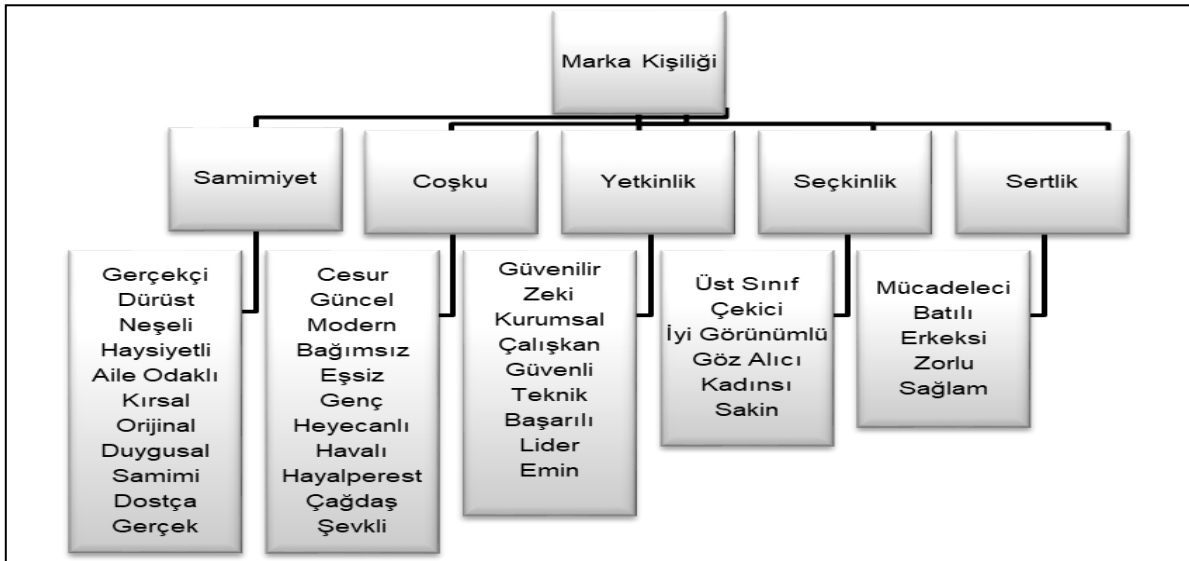 Marka Kişiliği
Samimiyet
Coşku
Yetkinlik
Seçkinlik
Sertlik
Gerçekçi
Dürüst
Neşeli
Haysiyetli
Aile Odaklı
Kırsal
Orijinal
Duygusal
Samimi
Dostça
Gerçek
Cesur
Güncel
Modern
Bağımsız
Eşsiz
Genç
Heyecanlı
Havalı
Hayalperest
Çağdaş
Şevkli
Güvenilir
Zeki
Kurumsal
Çalışkan
Güvenli
Teknik
Başarılı
Lider
Emin
Üst Sınıf
Çekici
İyi Görünümlü
Göz Alıcı
Kadınsı
Sakin
Mücadeleci
Batılı
Erkeksi
Zorlu
Sağlam